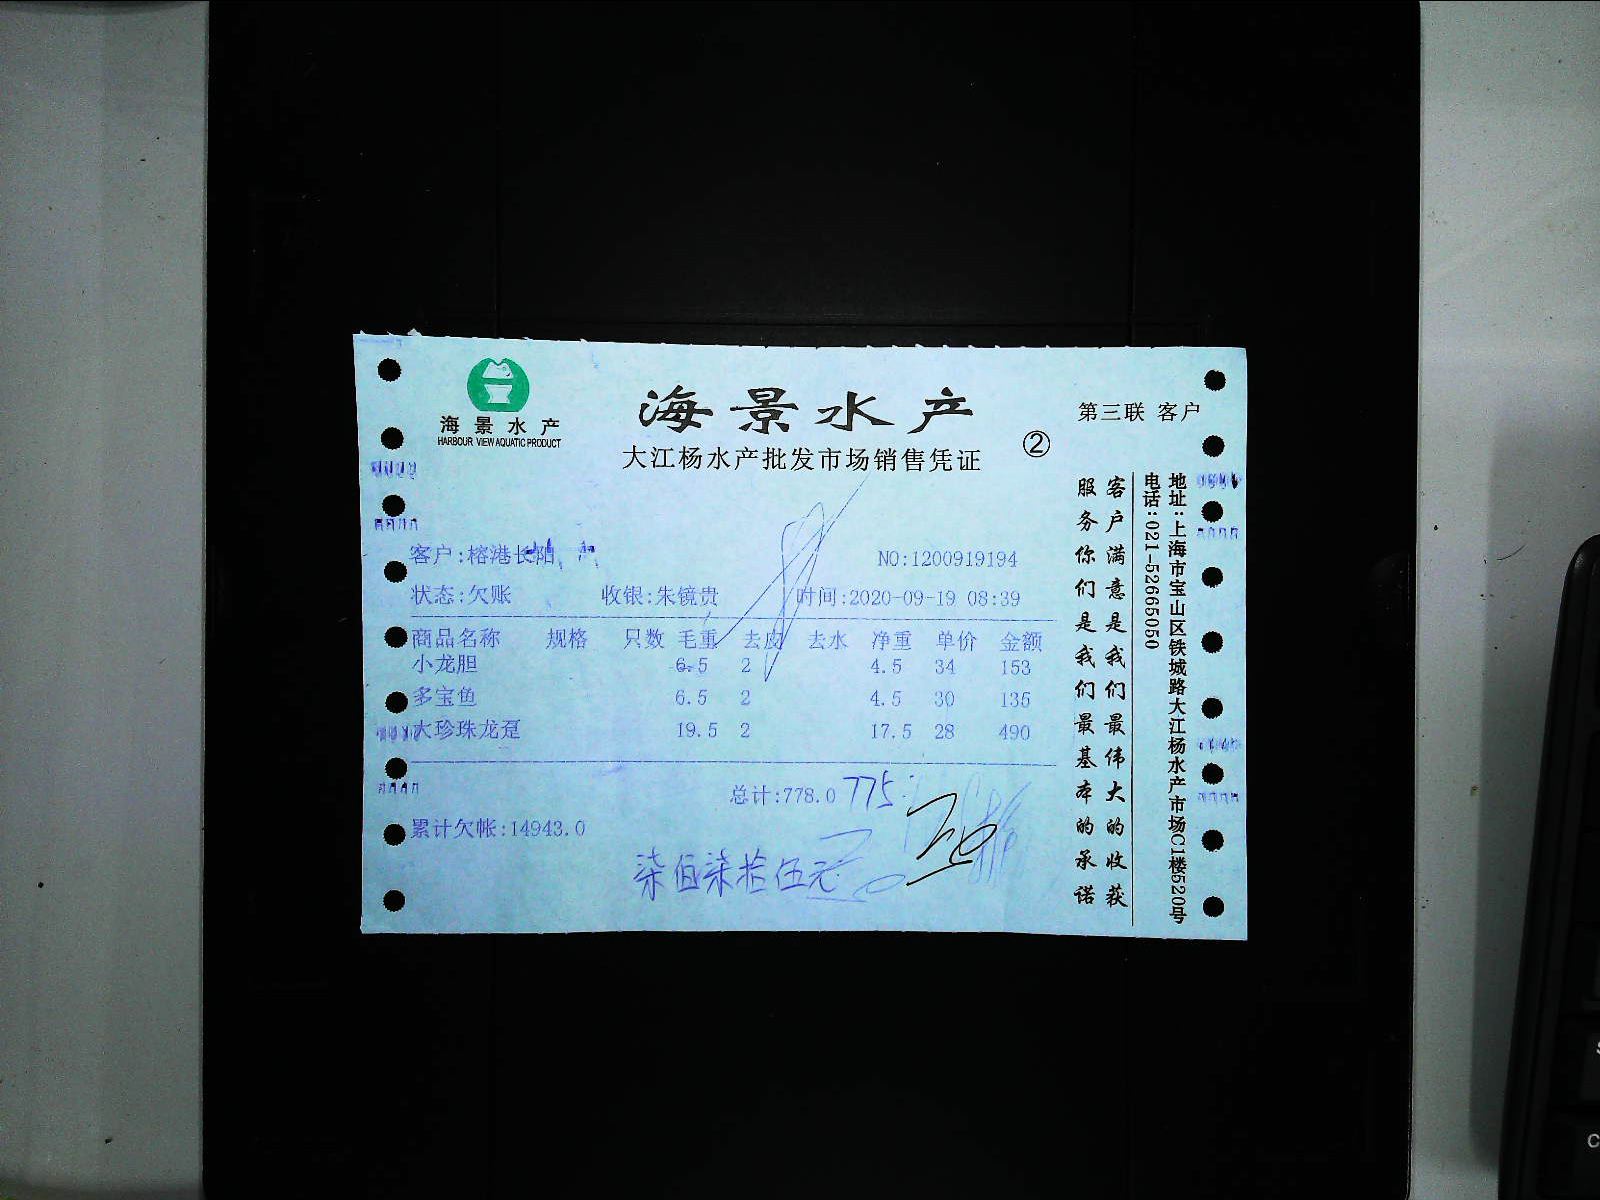 海景水产
HARBOUR VIEW AQUATIC PRODUCT
海景水产
大江杨水产批发市场销售凭证
②
第三联 客户
客户:榕港长阳
NO:1200919194
状态:欠账 收银:朱镜贵 时间:2020-09-19 08:39
商品名称 规格 只数 毛重 去皮 去水 净重 单价 金额
小龙胆 6.5 2 4.5 34 153
多宝鱼 6.5 2 4.5 30 135
大珍珠龙趸 19.5 2 17.5 28 490
总计:778.0 775
累计欠帐:14943.0
柒佰柒拾伍元
客户满意是我们最伟大的收获
服务你们是我们最基本的承诺
地址:上海市宝山区铁城路大江杨水产市场C1楼520号
电话:021-52665050